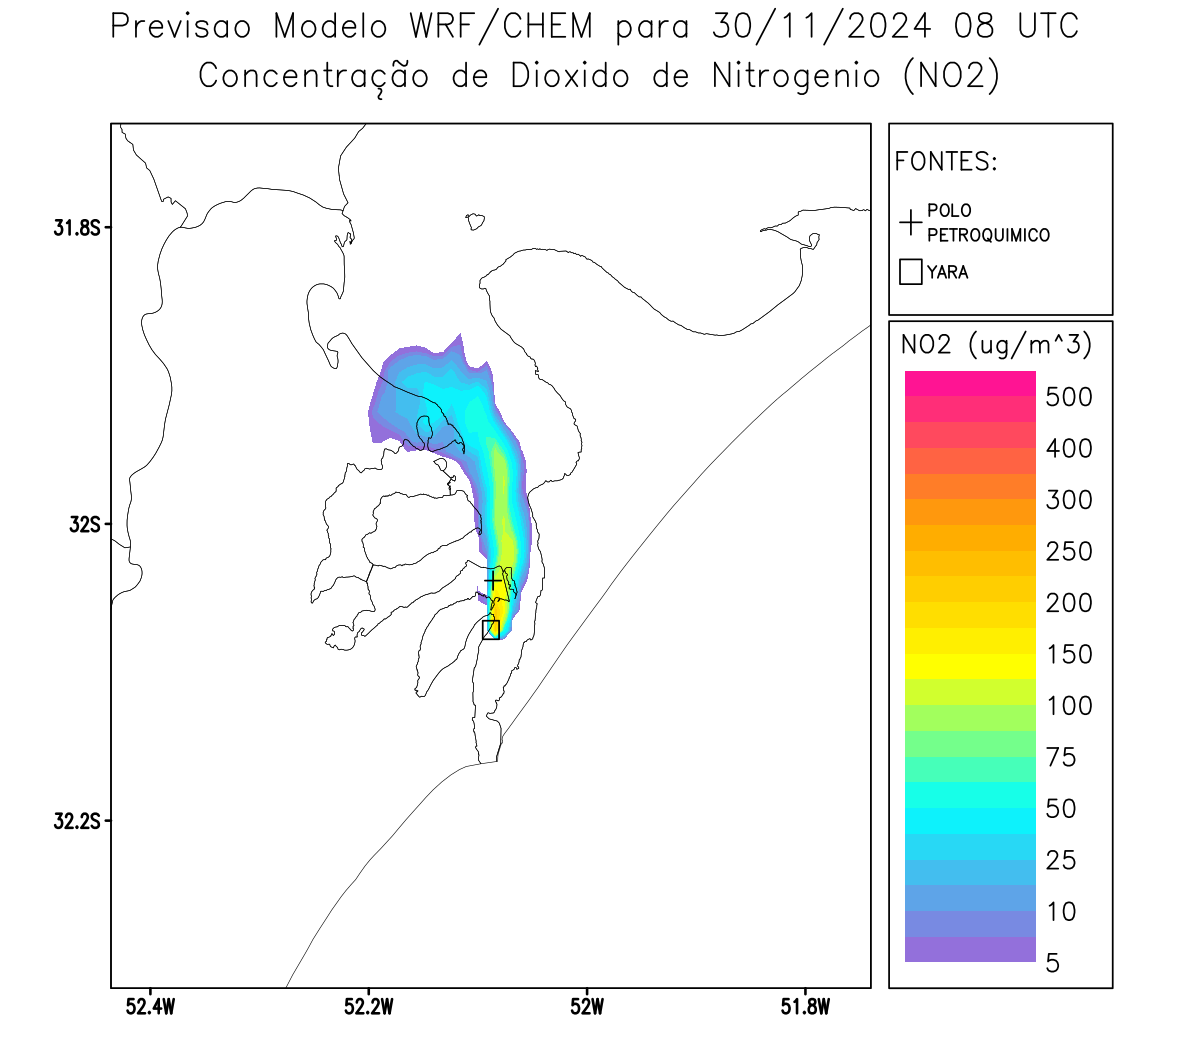 Previsao Modelo WRF/CHEM para 30/11/2024 08 UTC
Concentração de Dioxido de Nitrogenio (NO2)
FONTES:
POLO
PETROQUIMICO
YARA
NO2 (ug/m^3)
500
400
300
250
200
150
100
75
50
25
10
5
31.8S
32S
32.2S
52.4W
52.2W
52W
51.8W